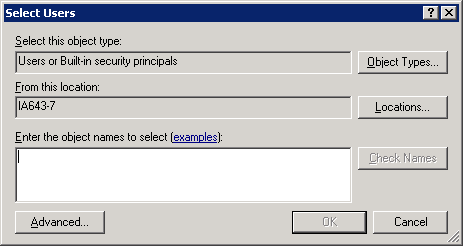 Select Users
Select this object type:
Users or Built-in security principals
Object Types...
From this location:
IA643-7
Locations...
Enter the object names to select (examples):
Check Names
Advanced...
OK
Cancel